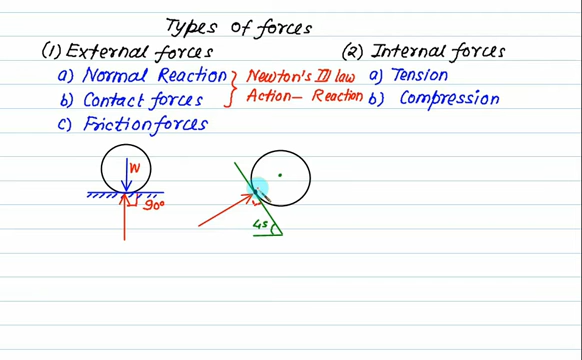 Types of forces
(1) External forces (2) Internal forces
a) Normal Reaction } Newton's III law a) Tension
b) Contact forces } Action- Reaction b) Compression
c) Friction forces
W
90°
45